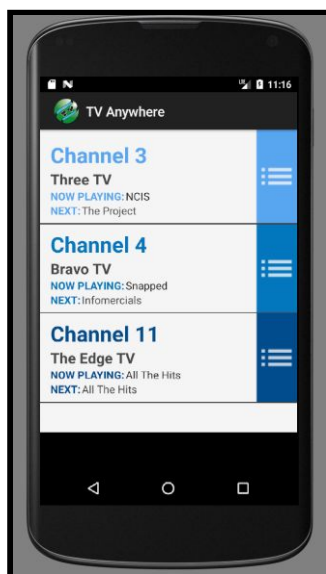 11:16
TV Anywhere
Channel 3
Three TV
NOW PLAYING: NCIS
NEXT: The Project
Channel 4
Bravo TV
NOW PLAYING: Snapped
NEXT: Infomercials
Channel 11
The Edge TV
NOW PLAYING: All The Hits
NEXT: All The Hits